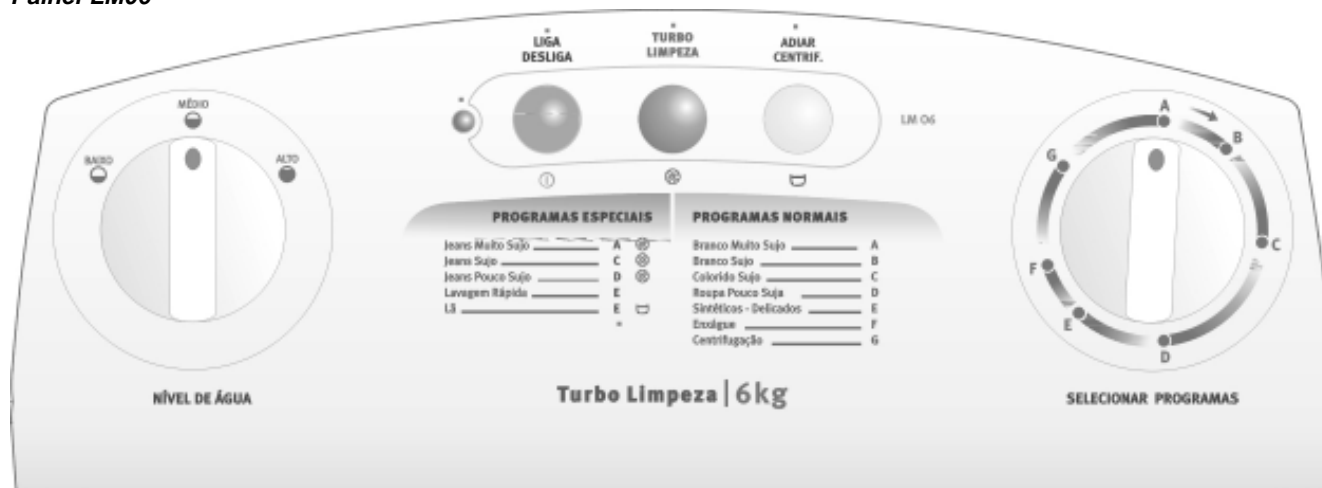 Painel LM06
LIGA
DESLIGA
TURBO
LIMPEZA
ADIAR
CENTRIF.
LM 06
MÉDIO
BAIXO
ALTO
NÍVEL DE ÁGUA
PROGRAMAS ESPECIAIS
Jeans Muito Sujo A
Jeans Sujo C
Jeans Pouco Sujo D
Lavagem Rápida E
Lã E
PROGRAMAS NORMAIS
Branco Muito Sujo A
Branco Sujo B
Colorido Sujo C
Roupa Pouco Suja D
Sintéticos - Delicados E
Enxágue F
Centrifugação G
Turbo Limpeza | 6kg
A
B
C
D
E
F
G
SELECIONAR PROGRAMAS